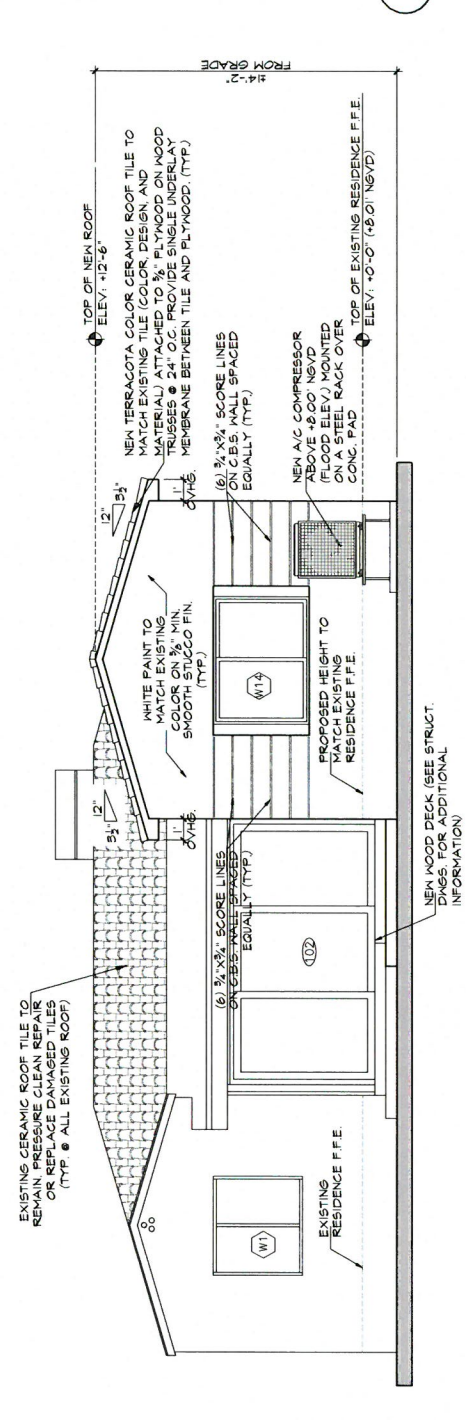 EXISTING CERAMIC ROOF TILE TO
REMAIN. PRESSURE CLEAN REPAIR
OR REPLACE DAMAGED TILES
(TYP. @ ALL EXISTING ROOF)
12"
3½"
12"
3½"
TOP OF NEW ROOF
ELEV: +12'-6"
NEW TERRACOTA COLOR CERAMIC ROOF TILE TO
MATCH EXISTING TILE (COLOR, DESIGN, AND
MATERIAL) ATTACHED TO ⅝" PLYWOOD ON WOOD
TRUSSES @ 24" O.C. PROVIDE SINGLE UNDERLAY
MEMBRANE BETWEEN TILE AND PLYWOOD. (TYP.)
±14'-2"
FROM GRADE
WHITE PAINT TO
MATCH EXISTING
COLOR ON ⅝" MIN.
SMOOTH STUCCO FIN.
(TYP.)
1'
OVHG.
1'
OVHG.
(6) ¾"X¾" SCORE LINES
ON C.B.S. WALL SPACED
EQUALLY (TYP.)
(6) ¾"X¾" SCORE LINES
ON C.B.S. WALL SPACED
EQUALLY (TYP.)
W1
102
W14
NEW A/C COMPRESSOR
ABOVE +8.00' NGVD
(FLOOD ELEV.) MOUNTED
ON A STEEL RACK OVER
CONC. PAD
TOP OF EXISTING RESIDENCE F.F.E.
ELEV: +0'-0" (+8.01' NGVD)
EXISTING
RESIDENCE F.F.E.
PROPOSED HEIGHT TO
MATCH EXISTING
RESIDENCE F.F.E.
NEW WOOD DECK (SEE STRUCT.
DWGS. FOR ADDITIONAL
INFORMATION)